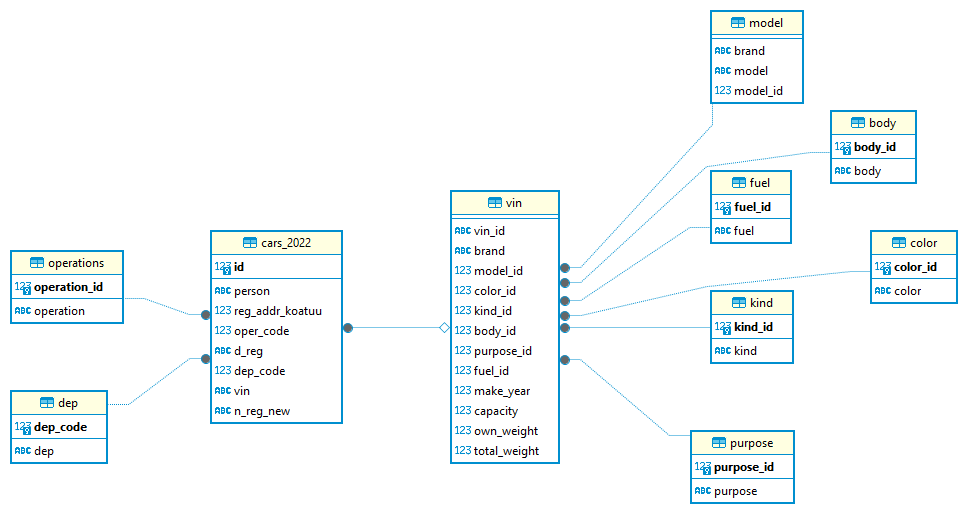 model
ABC brand
ABC model
123 model_id
body
123 body_id
ABC body
fuel
123 fuel_id
ABC fuel
vin
ABC vin_id
ABC brand
123 model_id
123 color_id
123 kind_id
123 body_id
123 purpose_id
123 fuel_id
123 make_year
123 capacity
123 own_weight
123 total_weight
cars_2022
123 id
ABC person
123 reg_addr_koatuu
123 oper_code
ABC d_reg
123 dep_code
ABC vin
ABC n_reg_new
color
123 color_id
ABC color
operations
123 operation_id
ABC operation
kind
123 kind_id
ABC kind
dep
123 dep_code
ABC dep
purpose
123 purpose_id
ABC purpose